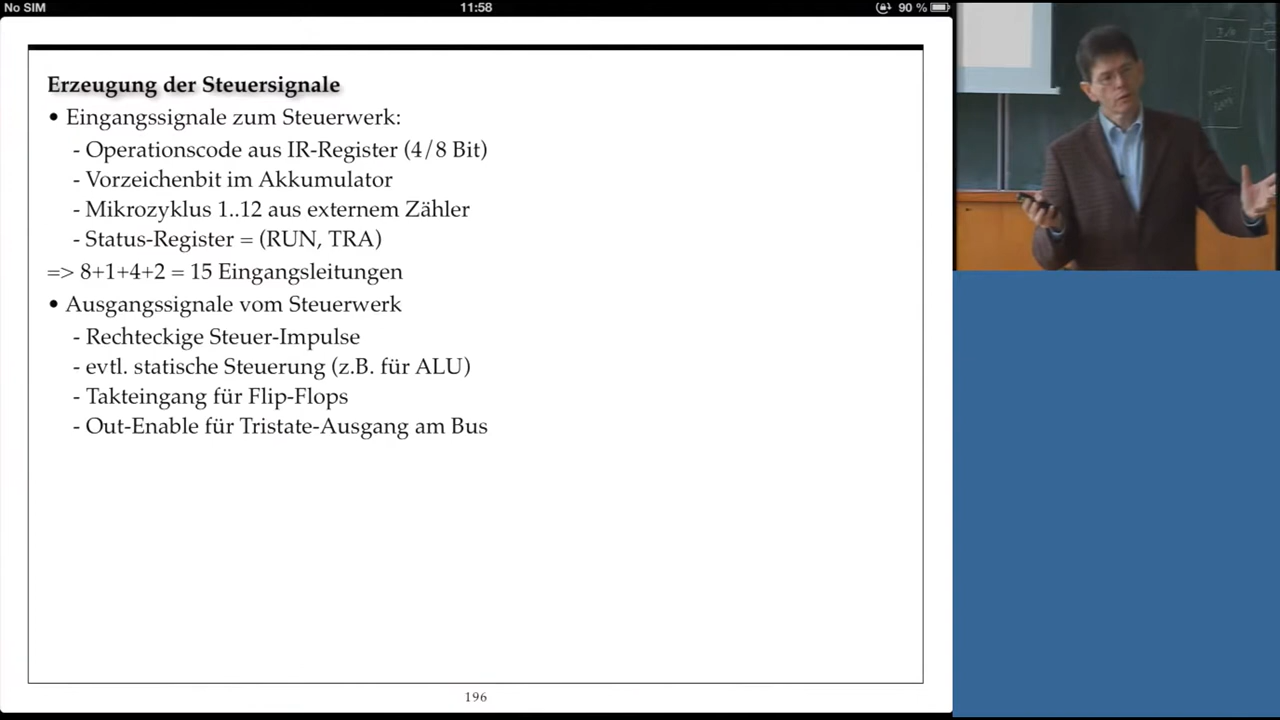 No SIM 11:58 90 %
Erzeugung der Steuersignale
• Eingangssignale zum Steuerwerk:
- Operationscode aus IR-Register (4/8 Bit)
- Vorzeichenbit im Akkumulator
- Mikrozyklus 1..12 aus externem Zähler
- Status-Register = (RUN, TRA)
=> 8+1+4+2 = 15 Eingangsleitungen
• Ausgangssignale vom Steuerwerk
- Rechteckige Steuer-Impulse
- evtl. statische Steuerung (z.B. für ALU)
- Takteingang für Flip-Flops
- Out-Enable für Tristate-Ausgang am Bus
196